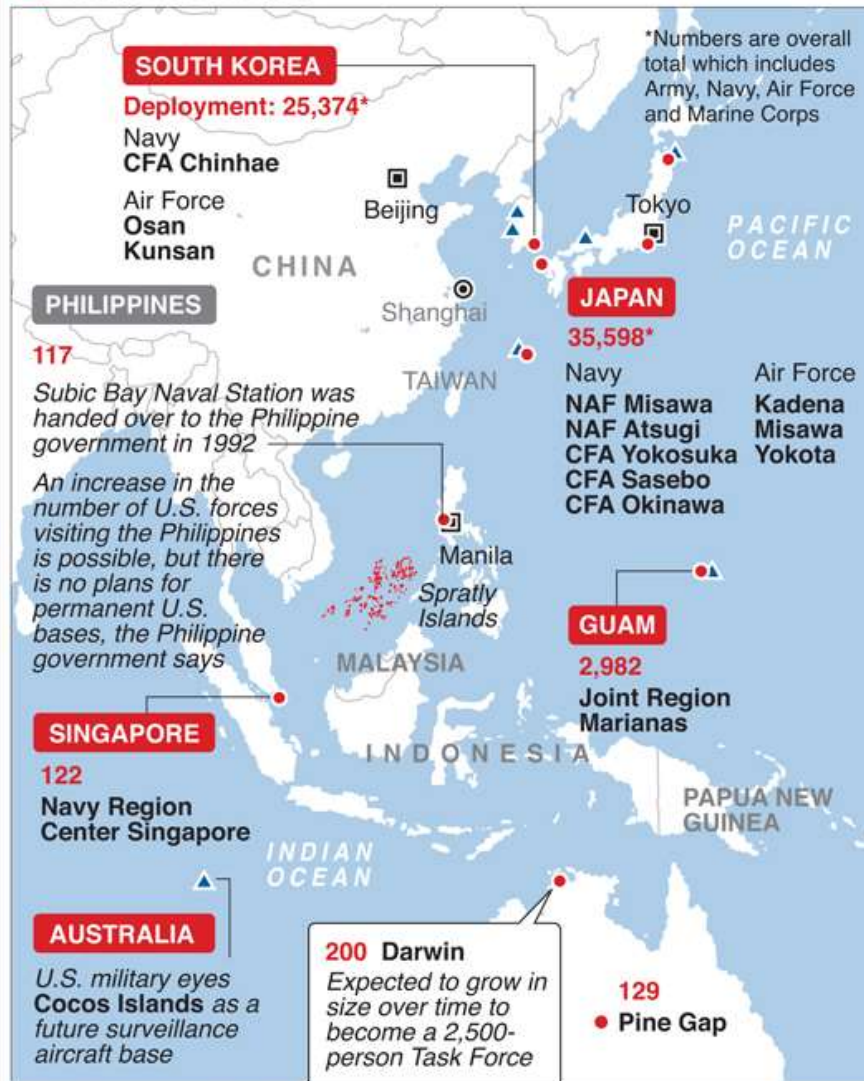 SOUTH KOREA
Deployment: 25,374*
Navy
CFA Chinhae
Air Force
Osan
Kunsan
*Numbers are overall
total which includes
Army, Navy, Air Force
and Marine Corps
Beijing
Tokyo
PACIFIC
OCEAN
CHINA
Shanghai
TAIWAN
PHILIPPINES
117
Subic Bay Naval Station was
handed over to the Philippine
government in 1992
An increase in the
number of U.S. forces
visiting the Philippines
is possible, but there
is no plans for
permanent U.S.
bases, the Philippine
government says
JAPAN
35,598*
Navy
NAF Misawa
NAF Atsugi
CFA Yokosuka
CFA Sasebo
CFA Okinawa
Air Force
Kadena
Misawa
Yokota
Manila
Spratly
Islands
MALAYSIA
GUAM
2,982
Joint Region
Marianas
SINGAPORE
122
Navy Region
Center Singapore
INDONESIA
PAPUA NEW
GUINEA
INDIAN
OCEAN
AUSTRALIA
U.S. military eyes
Cocos Islands as a
future surveillance
aircraft base
200 Darwin
Expected to grow in
size over time to
become a 2,500-
person Task Force
129
Pine Gap